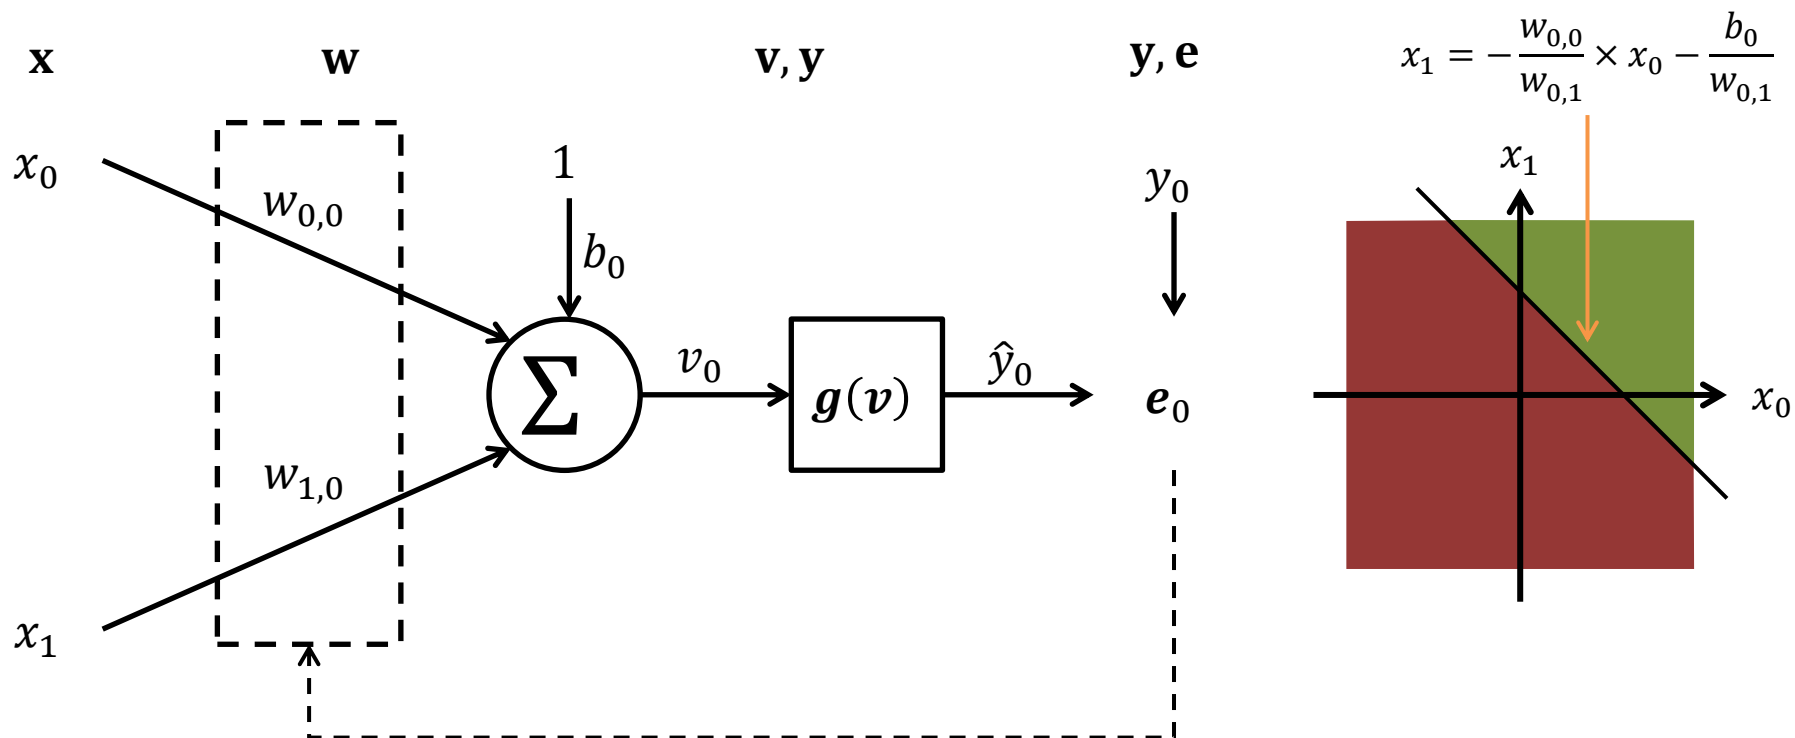 x
w
v, y
y, e
x₁ = − w₀,₀/w₀,₁ × x₀ − b₀/w₀,₁
x₀
w₀,₀
1
b₀
y₀
x₁
Σ
v₀
g(v)
ŷ₀
e₀
x₀
w₁,₀
x₁